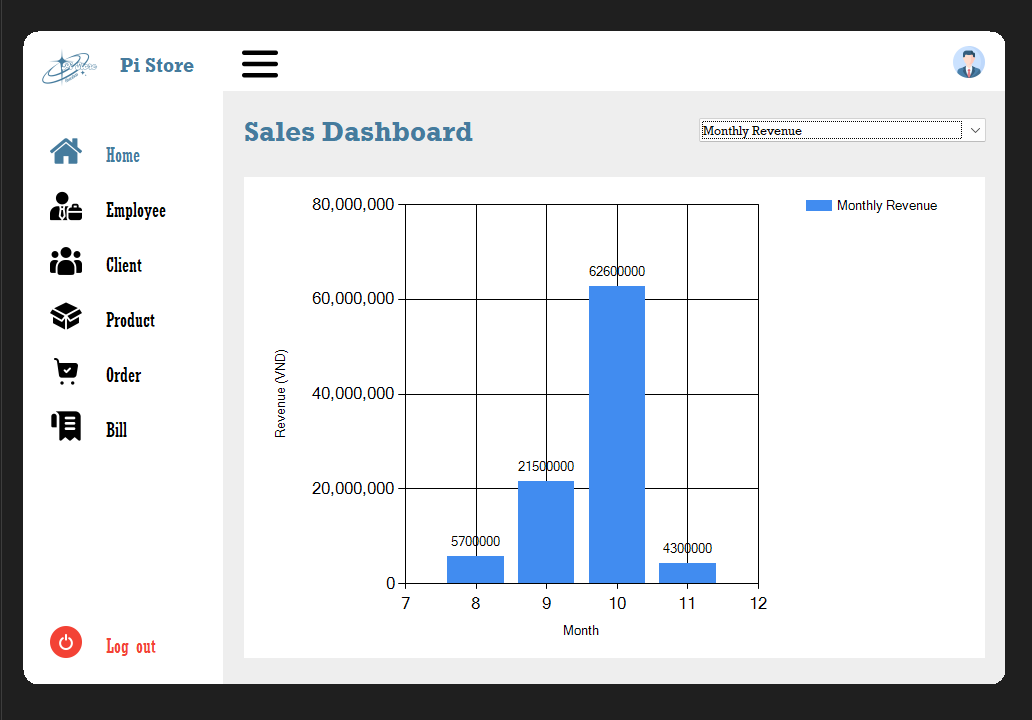 Pi Store
Home
Employee
Client
Product
Order
Bill
Log out
Sales Dashboard
Monthly Revenue
80,000,000
60,000,000
40,000,000
20,000,000
0
Revenue (VND)
62600000
21500000
5700000
4300000
7 8 9 10 11 12
Month
Monthly Revenue